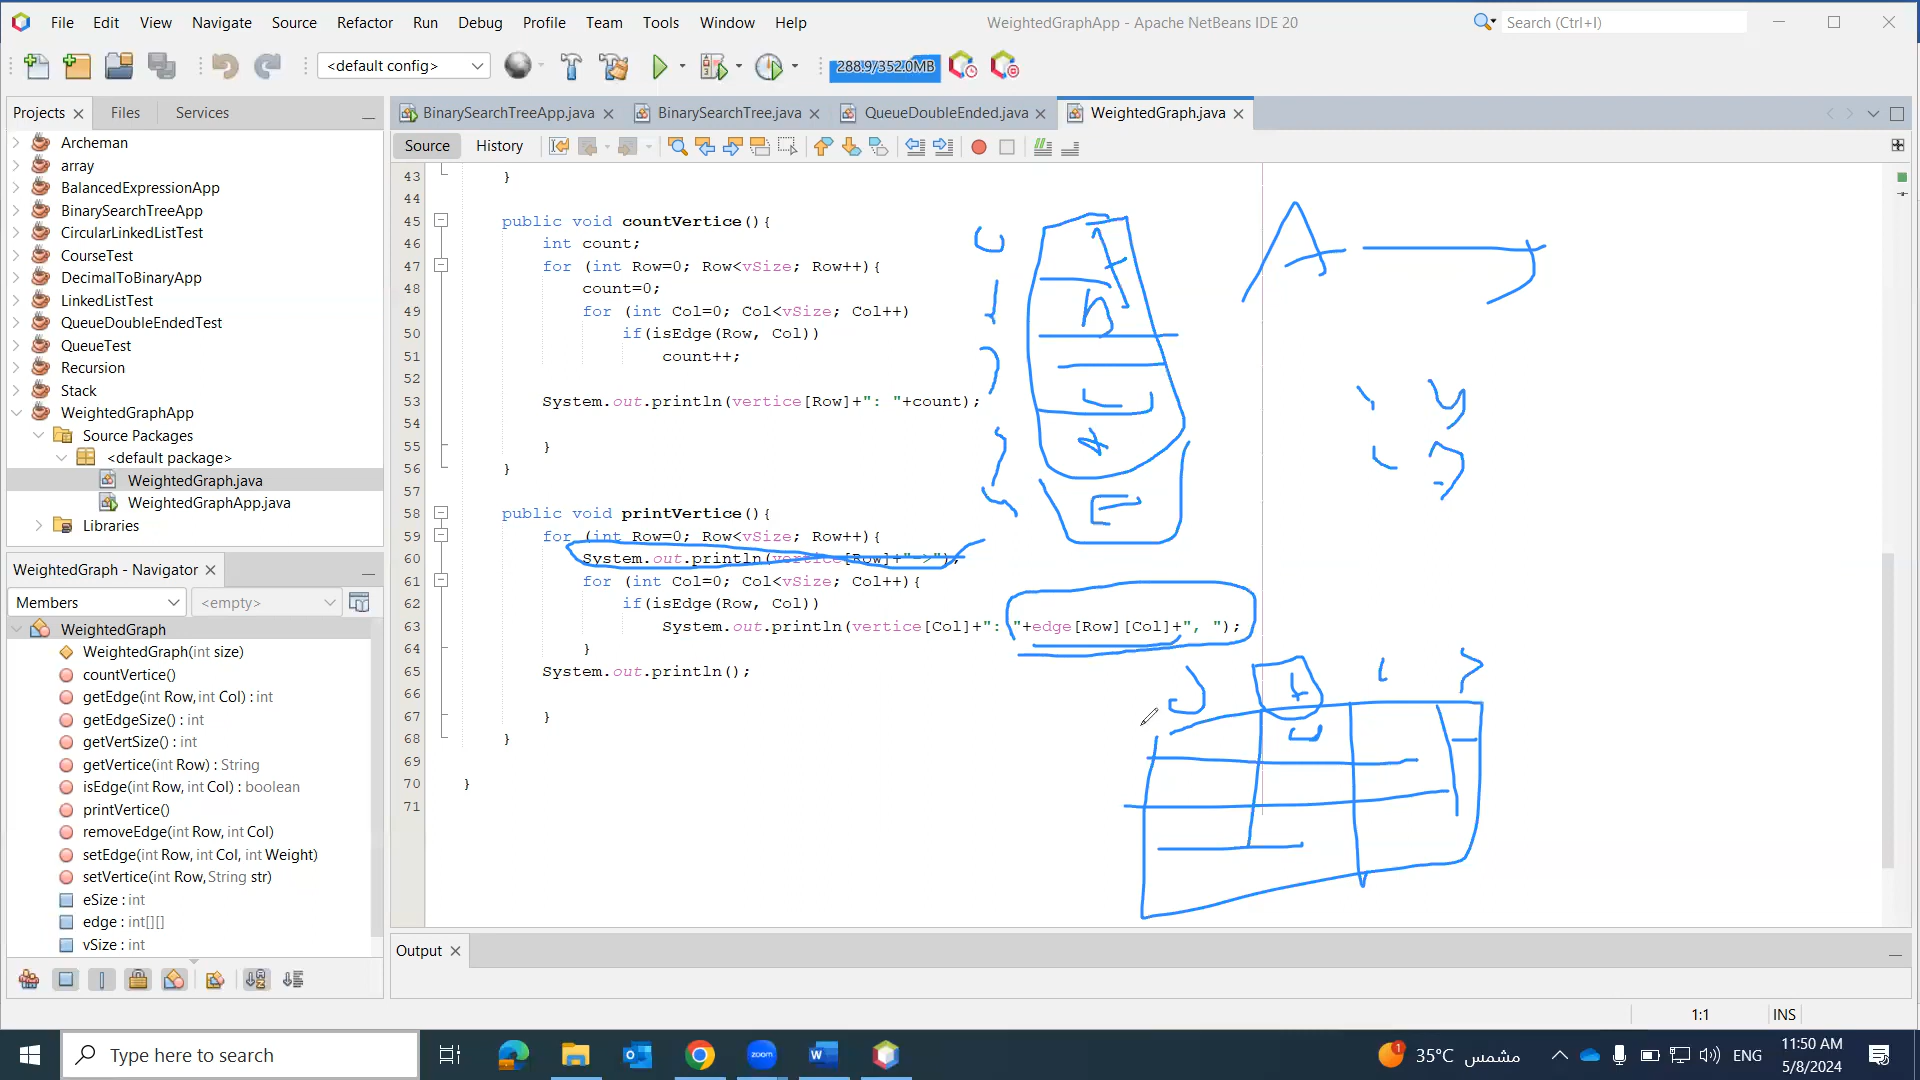 File Edit View Navigate Source Refactor Run Debug Profile Team Tools Window Help
WeightedGraphApp - Apache NetBeans IDE 20
Search (Ctrl+I)
<default config>
288.9/352.0MB
Projects
Files
Services
BinarySearchTreeApp.java
BinarySearchTree.java
QueueDoubleEnded.java
WeightedGraph.java
Source
History
Archeman
array
BalancedExpressionApp
BinarySearchTreeApp
CircularLinkedListTest
CourseTest
DecimalToBinaryApp
LinkedListTest
QueueDoubleEndedTest
QueueTest
Recursion
Stack
WeightedGraphApp
Source Packages
<default package>
WeightedGraph.java
WeightedGraphApp.java
Libraries
WeightedGraph - Navigator
Members
<empty>
WeightedGraph
WeightedGraph(int size)
countVertice()
getEdge(int Row, int Col) : int
getEdgeSize() : int
getVertSize() : int
getVertice(int Row) : String
isEdge(int Row, int Col) : boolean
printVertice()
removeEdge(int Row, int Col)
setEdge(int Row, int Col, int Weight)
setVertice(int Row, String str)
eSize : int
edge : int[][]
vSize : int
43 }
44
45 public void countVertice(){
46 int count;
47 for (int Row=0; Row<vSize; Row++){
48 count=0;
49 for (int Col=0; Col<vSize; Col++)
50 if(isEdge(Row, Col))
51 count++;
52
53 System.out.println(vertice[Row]+": "+count);
54
55 }
56 }
57
58 public void printVertice(){
59 for (int Row=0; Row<vSize; Row++){
60 System.out.println(vertice[Row]+"->");
61 for (int Col=0; Col<vSize; Col++){
62 if(isEdge(Row, Col))
63 System.out.println(vertice[Col]+": "+edge[Row][Col]+", ");
64 }
65 System.out.println();
66
67 }
68 }
69
70 }
71
Output
1:1
INS
Type here to search
zoom
1
35°C مشمس
ENG
11:50 AM
5/8/2024